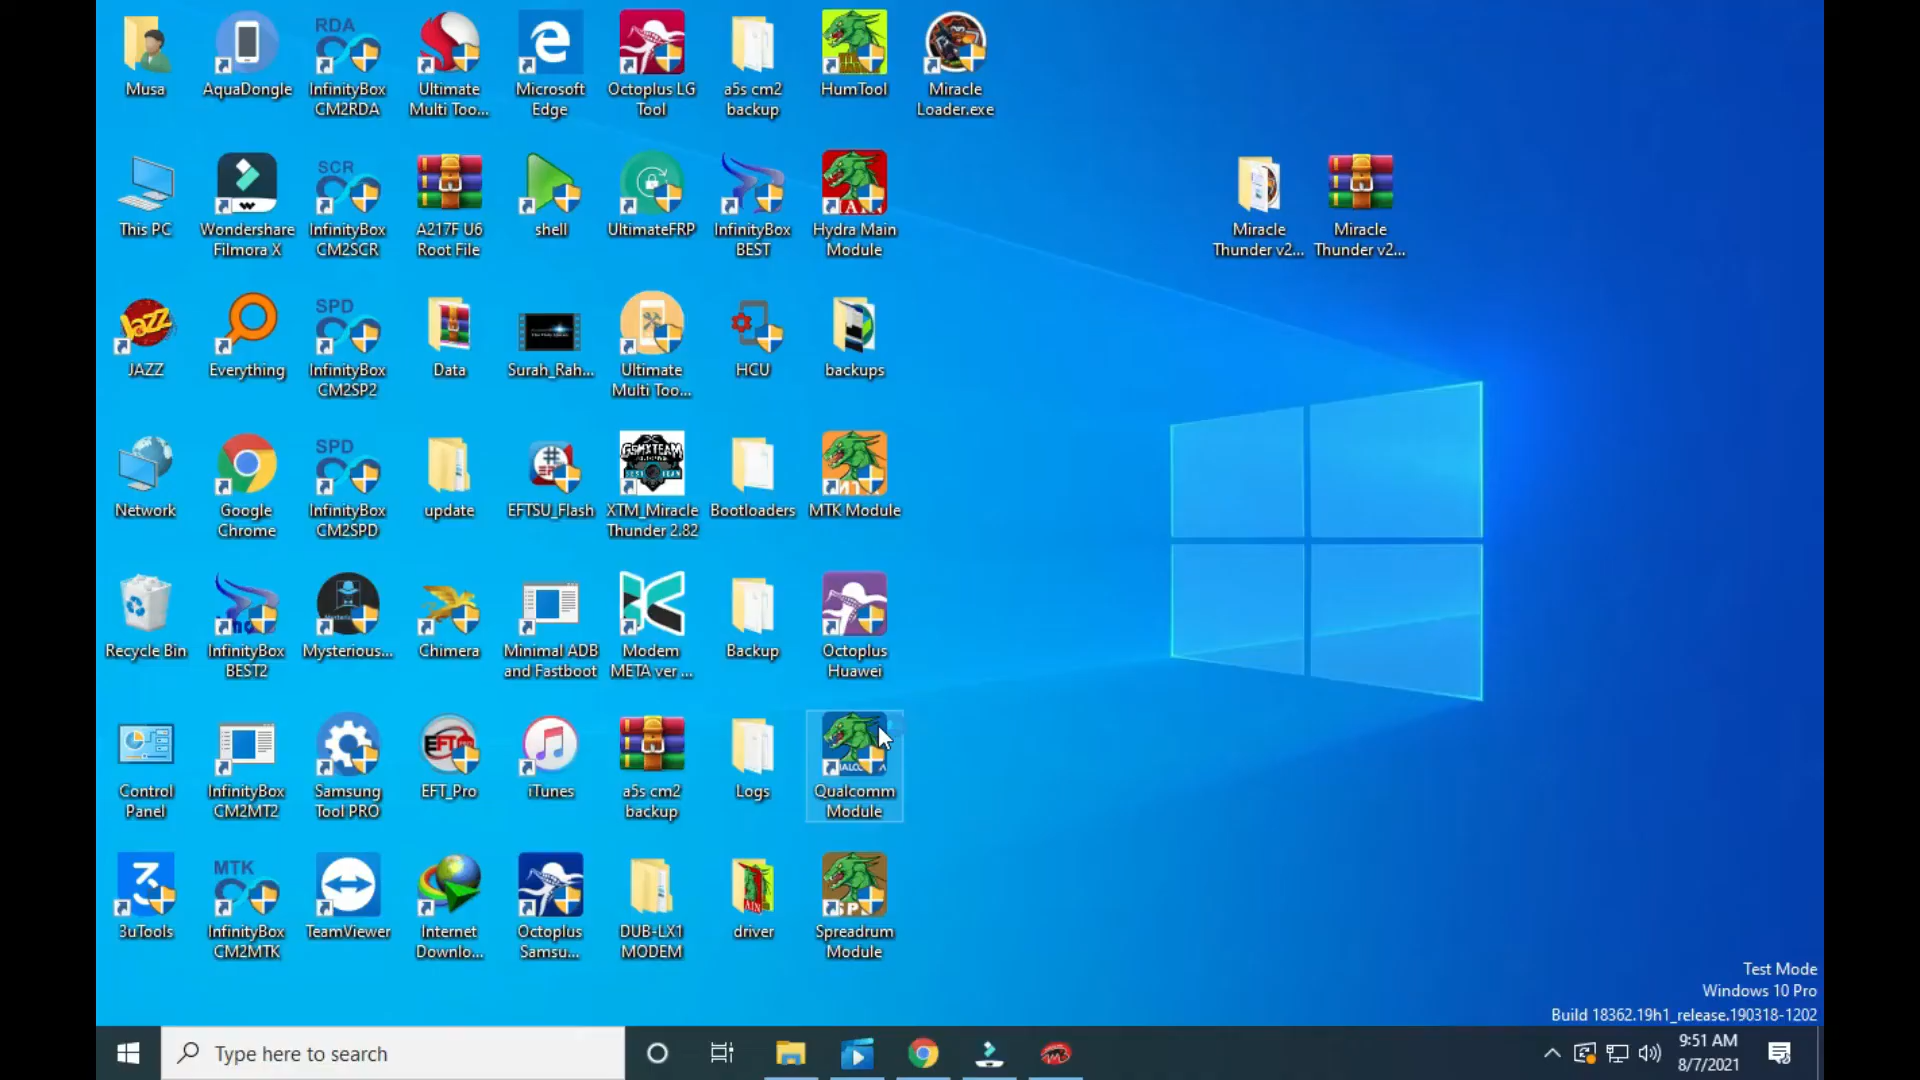 Musa
AquaDongle
RDA
InfinityBox
CM2RDA
Ultimate
Multi Too...
Microsoft
Edge
Octoplus LG
Tool
a5s cm2
backup
HumTool
Miracle
Loader.exe
This PC
Wondershare
Filmora X
SCR
InfinityBox
CM2SCR
A217F U6
Root File
shell
UltimateFRP
InfinityBox
BEST
Hydra Main
Module
Miracle
Thunder v2...
Miracle
Thunder v2...
Jazz
JAZZ
Everything
SPD
InfinityBox
CM2SP2
Data
Surah_Rah...
Ultimate
Multi Too...
HCU
backups
Network
Google
Chrome
SPD
InfinityBox
CM2SPD
update
EFTSU_Flash
GSMXTEAM
XTM_Miracle
Thunder 2.82
Bootloaders
MTK Module
Recycle Bin
InfinityBox
BEST2
Mysterious...
Chimera
Minimal ADB
and Fastboot
Modem
META ver ...
Backup
Octoplus
Huawei
Control
Panel
InfinityBox
CM2MT2
Samsung
Tool PRO
EFT
EFT_Pro
iTunes
a5s cm2
backup
Logs
Qualcomm
Module
3uTools
MTK
InfinityBox
CM2MTK
TeamViewer
Internet
Downlo...
Octoplus
Samsu...
DUB-LX1
MODEM
driver
Spreadrum
Module
Test Mode
Windows 10 Pro
Build 18362.19h1_release.190318-1202
Type here to search
9:51 AM
8/7/2021